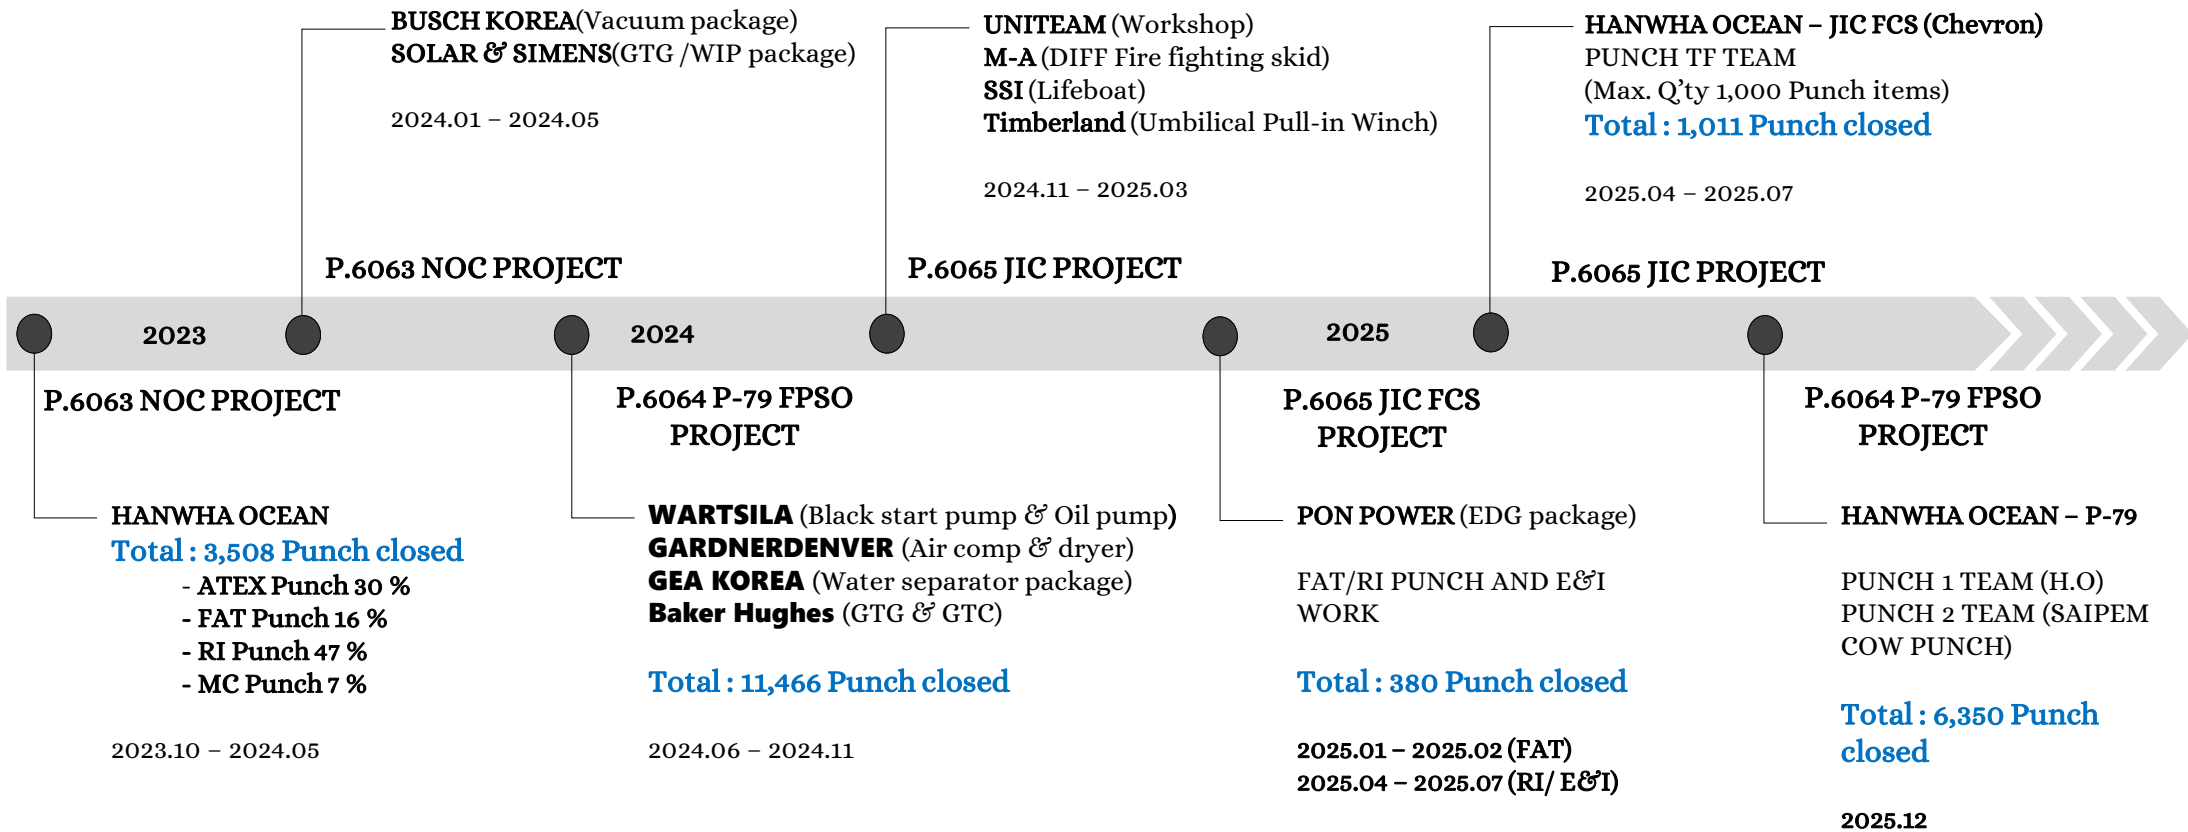 BUSCH KOREA(Vacuum package)
SOLAR & SIMENS(GTG /WIP package)
2024.01 – 2024.05
P.6063 NOC PROJECT
UNITEAM (Workshop)
M-A (DIFF Fire fighting skid)
SSI (Lifeboat)
Timberland (Umbilical Pull-in Winch)
2024.11 – 2025.03
P.6065 JIC PROJECT
HANWHA OCEAN – JIC FCS (Chevron)
PUNCH TF TEAM
(Max. Q'ty 1,000 Punch items)
Total : 1,011 Punch closed
2025.04 – 2025.07
P.6065 JIC PROJECT
2023
2024
2025
P.6063 NOC PROJECT
HANWHA OCEAN
Total : 3,508 Punch closed
- ATEX Punch 30 %
- FAT Punch 16 %
- RI Punch 47 %
- MC Punch 7 %
2023.10 – 2024.05
P.6064 P-79 FPSO
PROJECT
WARTSILA (Black start pump & Oil pump)
GARDNERDENVER (Air comp & dryer)
GEA KOREA (Water separator package)
Baker Hughes (GTG & GTC)
Total : 11,466 Punch closed
2024.06 – 2024.11
P.6065 JIC FCS
PROJECT
PON POWER (EDG package)
FAT/RI PUNCH AND E&I
WORK
Total : 380 Punch closed
2025.01 – 2025.02 (FAT)
2025.04 – 2025.07 (RI/ E&I)
P.6064 P-79 FPSO
PROJECT
HANWHA OCEAN – P-79
PUNCH 1 TEAM (H.O)
PUNCH 2 TEAM (SAIPEM
COW PUNCH)
Total : 6,350 Punch
closed
2025.12